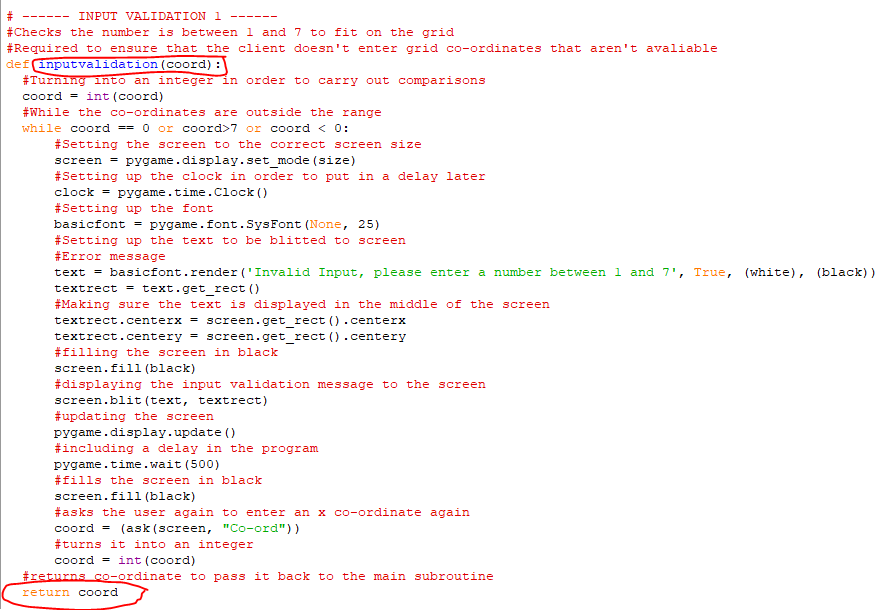 # ------ INPUT VALIDATION 1 ------
#Checks the number is between 1 and 7 to fit on the grid
#Required to ensure that the client doesn't enter grid co-ordinates that aren't avaliable
def inputvalidation(coord):
#Turning into an integer in order to carry out comparisons
coord = int(coord)
#While the co-ordinates are outside the range
while coord == 0 or coord>7 or coord < 0:
#Setting the screen to the correct screen size
screen = pygame.display.set_mode(size)
#Setting up the clock in order to put in a delay later
clock = pygame.time.Clock()
#Setting up the font
basicfont = pygame.font.SysFont(None, 25)
#Setting up the text to be blitted to screen
#Error message
text = basicfont.render('Invalid Input, please enter a number between 1 and 7', True, (white), (black))
textrect = text.get_rect()
#Making sure the text is displayed in the middle of the screen
textrect.centerx = screen.get_rect().centerx
textrect.centery = screen.get_rect().centery
#filling the screen in black
screen.fill(black)
#displaying the input validation message to the screen
screen.blit(text, textrect)
#updating the screen
pygame.display.update()
#including a delay in the program
pygame.time.wait(500)
#fills the screen in black
screen.fill(black)
#asks the user again to enter an x co-ordinate again
coord = (ask(screen, "Co-ord"))
#turns it into an integer
coord = int(coord)
#returns co-ordinate to pass it back to the main subroutine
return coord